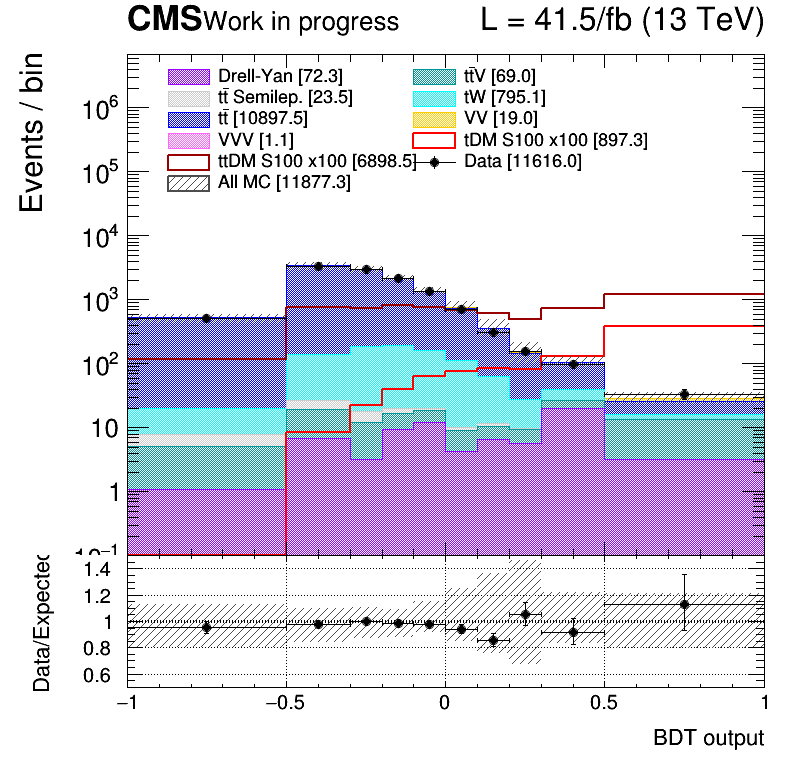 CMS Work in progress L = 41.5/fb (13 TeV)
Events / bin
Drell-Yan [72.3] tt̄V [69.0]
tt̄ Semilep. [23.5] tW [795.1]
tt̄ [10897.5] VV [19.0]
VVV [1.1] tDM S100 x100 [897.3]
ttDM S100 x100 [6898.5] Data [11616.0]
All MC [11877.3]
10⁶
10⁵
10⁴
10³
10²
10
1
10⁻¹
Data/Expected
1.4
1.2
1
0.8
0.6
−1 −0.5 0 0.5 1
BDT output